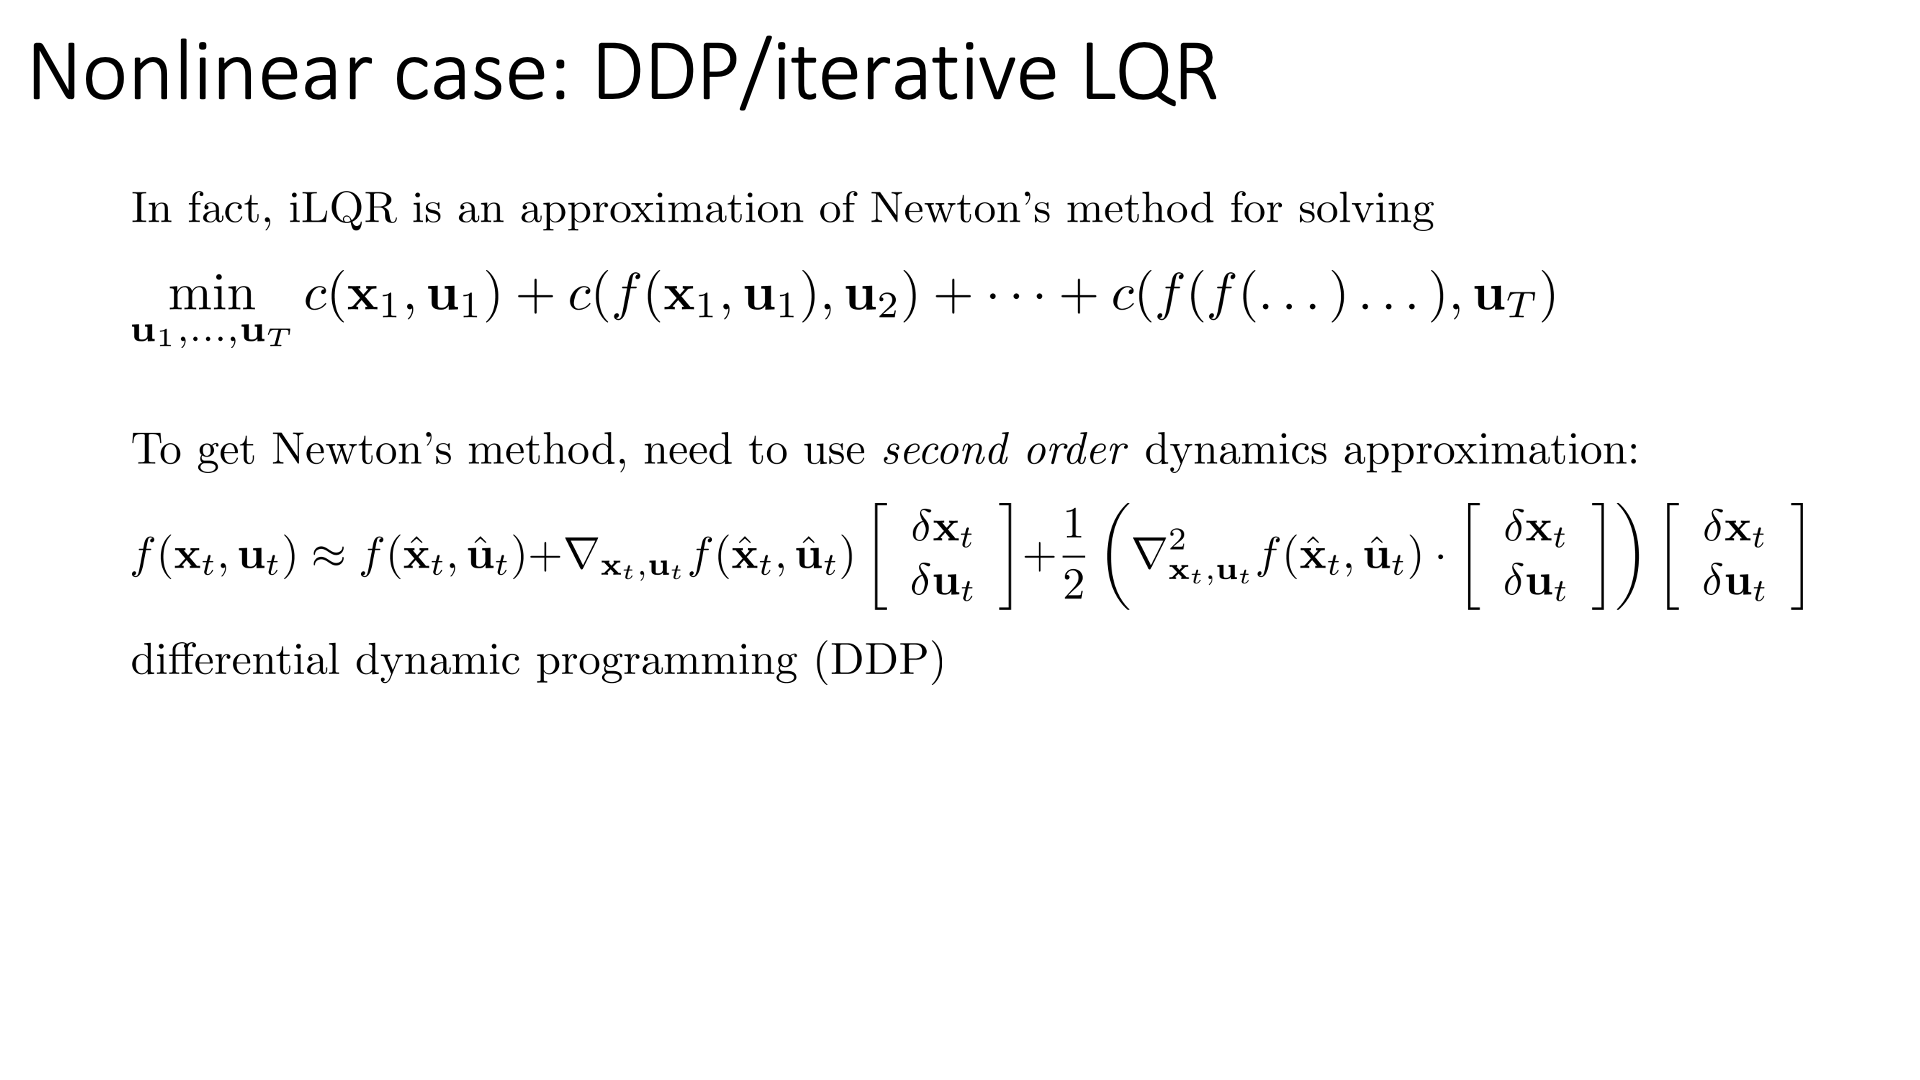 Nonlinear case: DDP/iterative LQR
In fact, iLQR is an approximation of Newton's method for solving
$\min_{\mathbf{u}_1,\ldots,\mathbf{u}_T} c(\mathbf{x}_1, \mathbf{u}_1) + c(f(\mathbf{x}_1, \mathbf{u}_1), \mathbf{u}_2) + \cdots + c(f(f(\ldots)\ldots), \mathbf{u}_T)$
To get Newton's method, need to use second order dynamics approximation:
$f(\mathbf{x}_t, \mathbf{u}_t) \approx f(\hat{\mathbf{x}}_t, \hat{\mathbf{u}}_t) + \nabla_{\mathbf{x}_t,\mathbf{u}_t} f(\hat{\mathbf{x}}_t, \hat{\mathbf{u}}_t) \begin{bmatrix} \delta\mathbf{x}_t \\ \delta\mathbf{u}_t \end{bmatrix} + \frac{1}{2} \left( \nabla^2_{\mathbf{x}_t,\mathbf{u}_t} f(\hat{\mathbf{x}}_t, \hat{\mathbf{u}}_t) \cdot \begin{bmatrix} \delta\mathbf{x}_t \\ \delta\mathbf{u}_t \end{bmatrix} \right) \begin{bmatrix} \delta\mathbf{x}_t \\ \delta\mathbf{u}_t \end{bmatrix}$
differential dynamic programming (DDP)